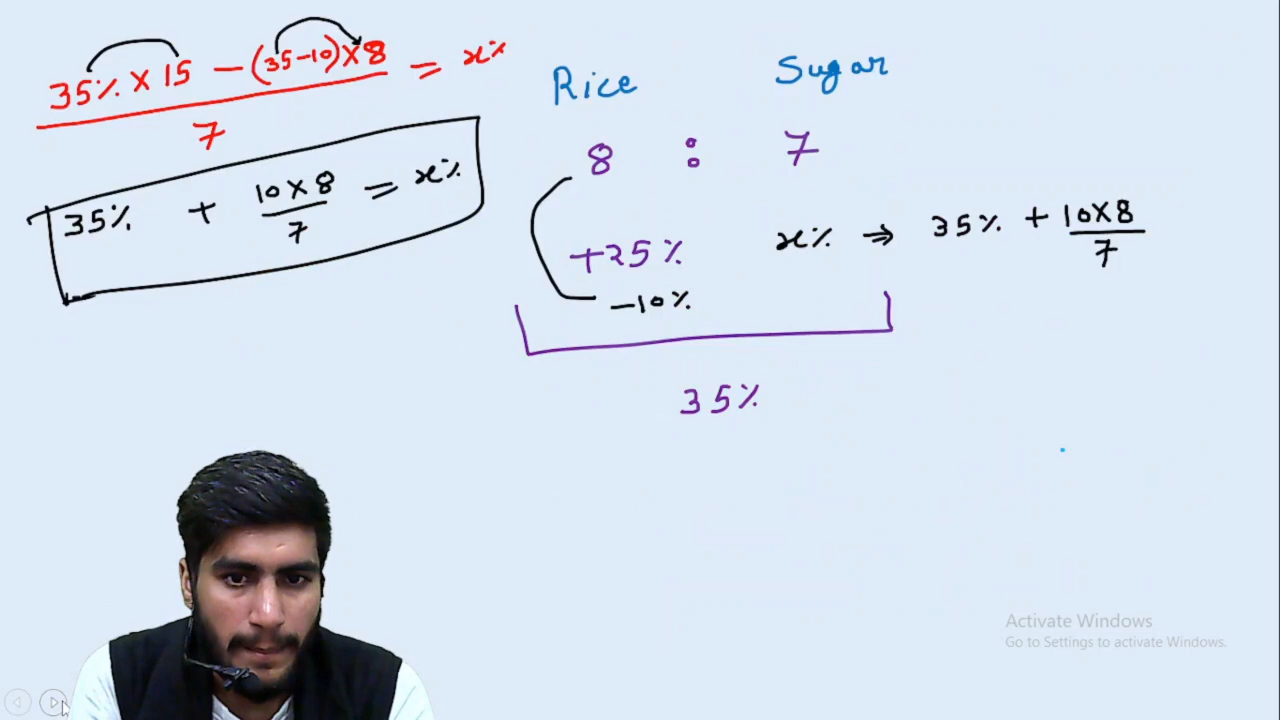 35% × 15 − (35−10)×8 = x%
7
35% + 10×8 = x%
7
Rice Sugar
8 : 7
+25% x% ⇒ 35% + 10×8
7
−10%
35%
Activate Windows
Go to Settings to activate Windows.